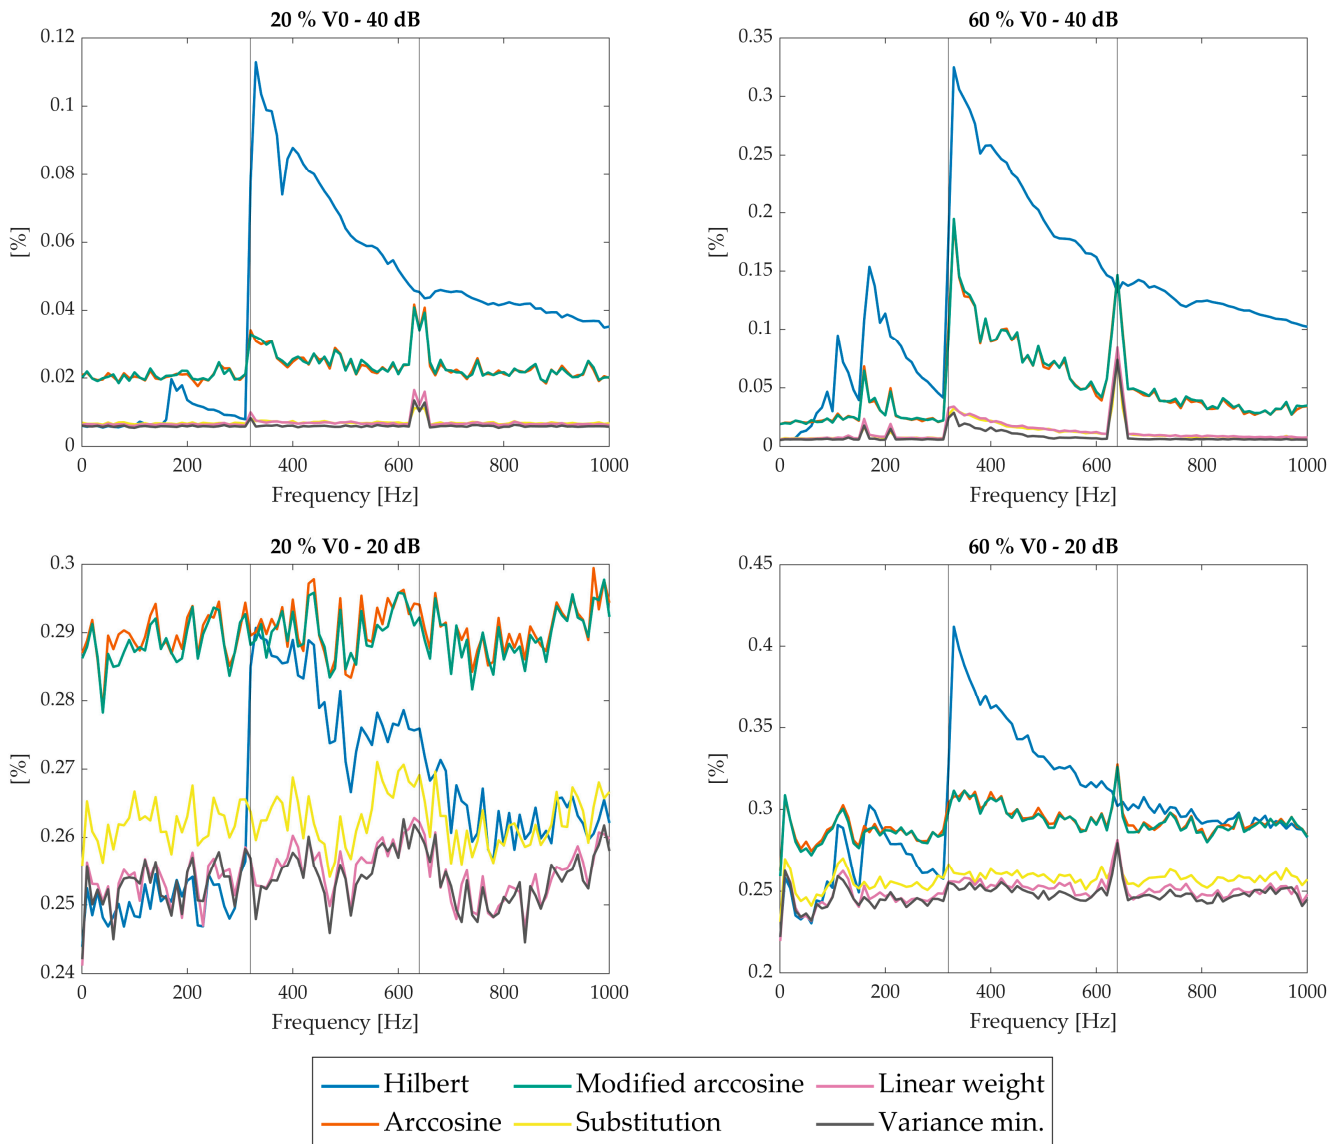 20 % V0 - 40 dB
0.12
0.1
0.08
0.06
0.04
0.02
0
[%]
0 200 400 600 800 1000
Frequency [Hz]
60 % V0 - 40 dB
0.35
0.3
0.25
0.2
0.15
0.1
0.05
0
[%]
0 200 400 600 800 1000
Frequency [Hz]
20 % V0 - 20 dB
0.3
0.29
0.28
0.27
0.26
0.25
0.24
[%]
0 200 400 600 800 1000
Frequency [Hz]
60 % V0 - 20 dB
0.45
0.4
0.35
0.3
0.25
0.2
[%]
0 200 400 600 800 1000
Frequency [Hz]
Hilbert Modified arccosine Linear weight
Arccosine Substitution Variance min.